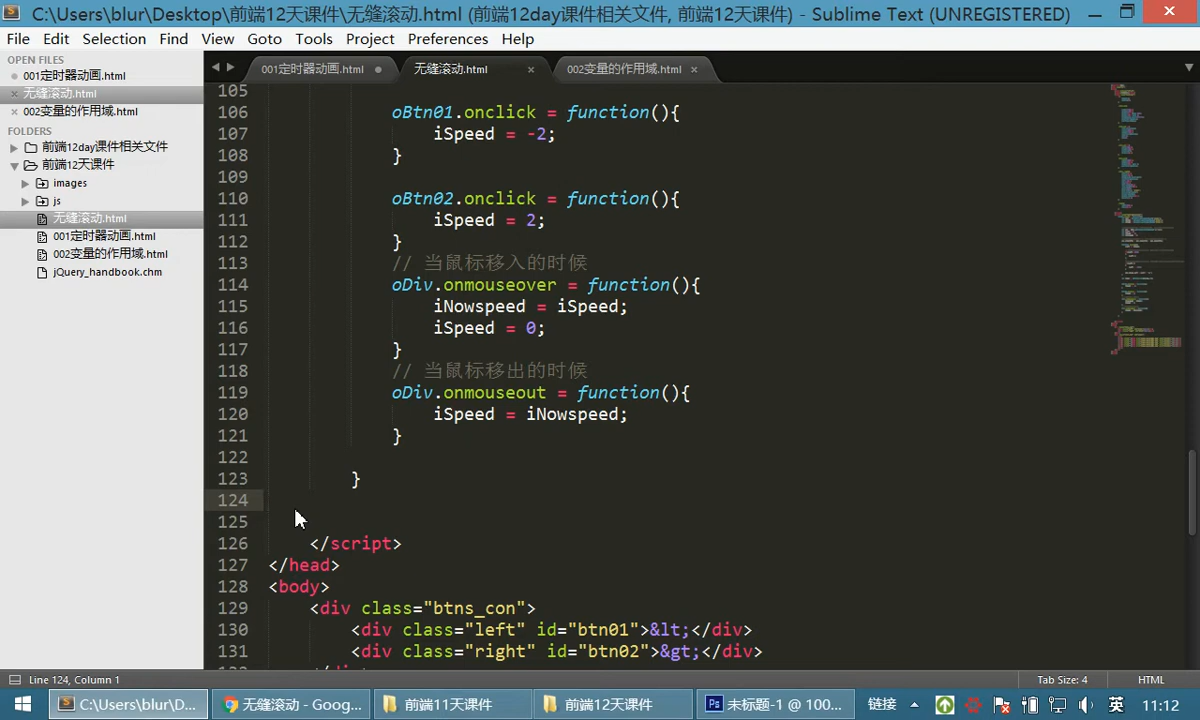 C:\Users\blur\Desktop\前端12天课件\无缝滚动.html (前端12day课件相关文件, 前端12天课件) - Sublime Text (UNREGISTERED)
File Edit Selection Find View Goto Tools Project Preferences Help
OPEN FILES
001定时器动画.html
无缝滚动.html
002变量的作用域.html
FOLDERS
前端12day课件相关文件
前端12天课件
images
js
无缝滚动.html
001定时器动画.html
002变量的作用域.html
jQuery_handbook.chm
001定时器动画.html 无缝滚动.html 002变量的作用域.html
105
106 oBtn01.onclick = function(){
107 iSpeed = -2;
108 }
109
110 oBtn02.onclick = function(){
111 iSpeed = 2;
112 }
113 // 当鼠标移入的时候
114 oDiv.onmouseover = function(){
115 iNowspeed = iSpeed;
116 iSpeed = 0;
117 }
118 // 当鼠标移出的时候
119 oDiv.onmouseout = function(){
120 iSpeed = iNowspeed;
121 }
122
123 }
124
125
126 </script>
127 </head>
128 <body>
129 <div class="btns_con">
130 <div class="left" id="btn01">&lt;</div>
131 <div class="right" id="btn02">&gt;</div>
Line 124, Column 1 Tab Size: 4 HTML
C:\Users\blur\D... 无缝滚动 - Goog... 前端11天课件 前端12天课件 未标题-1 @ 100... 链接 英 11:12